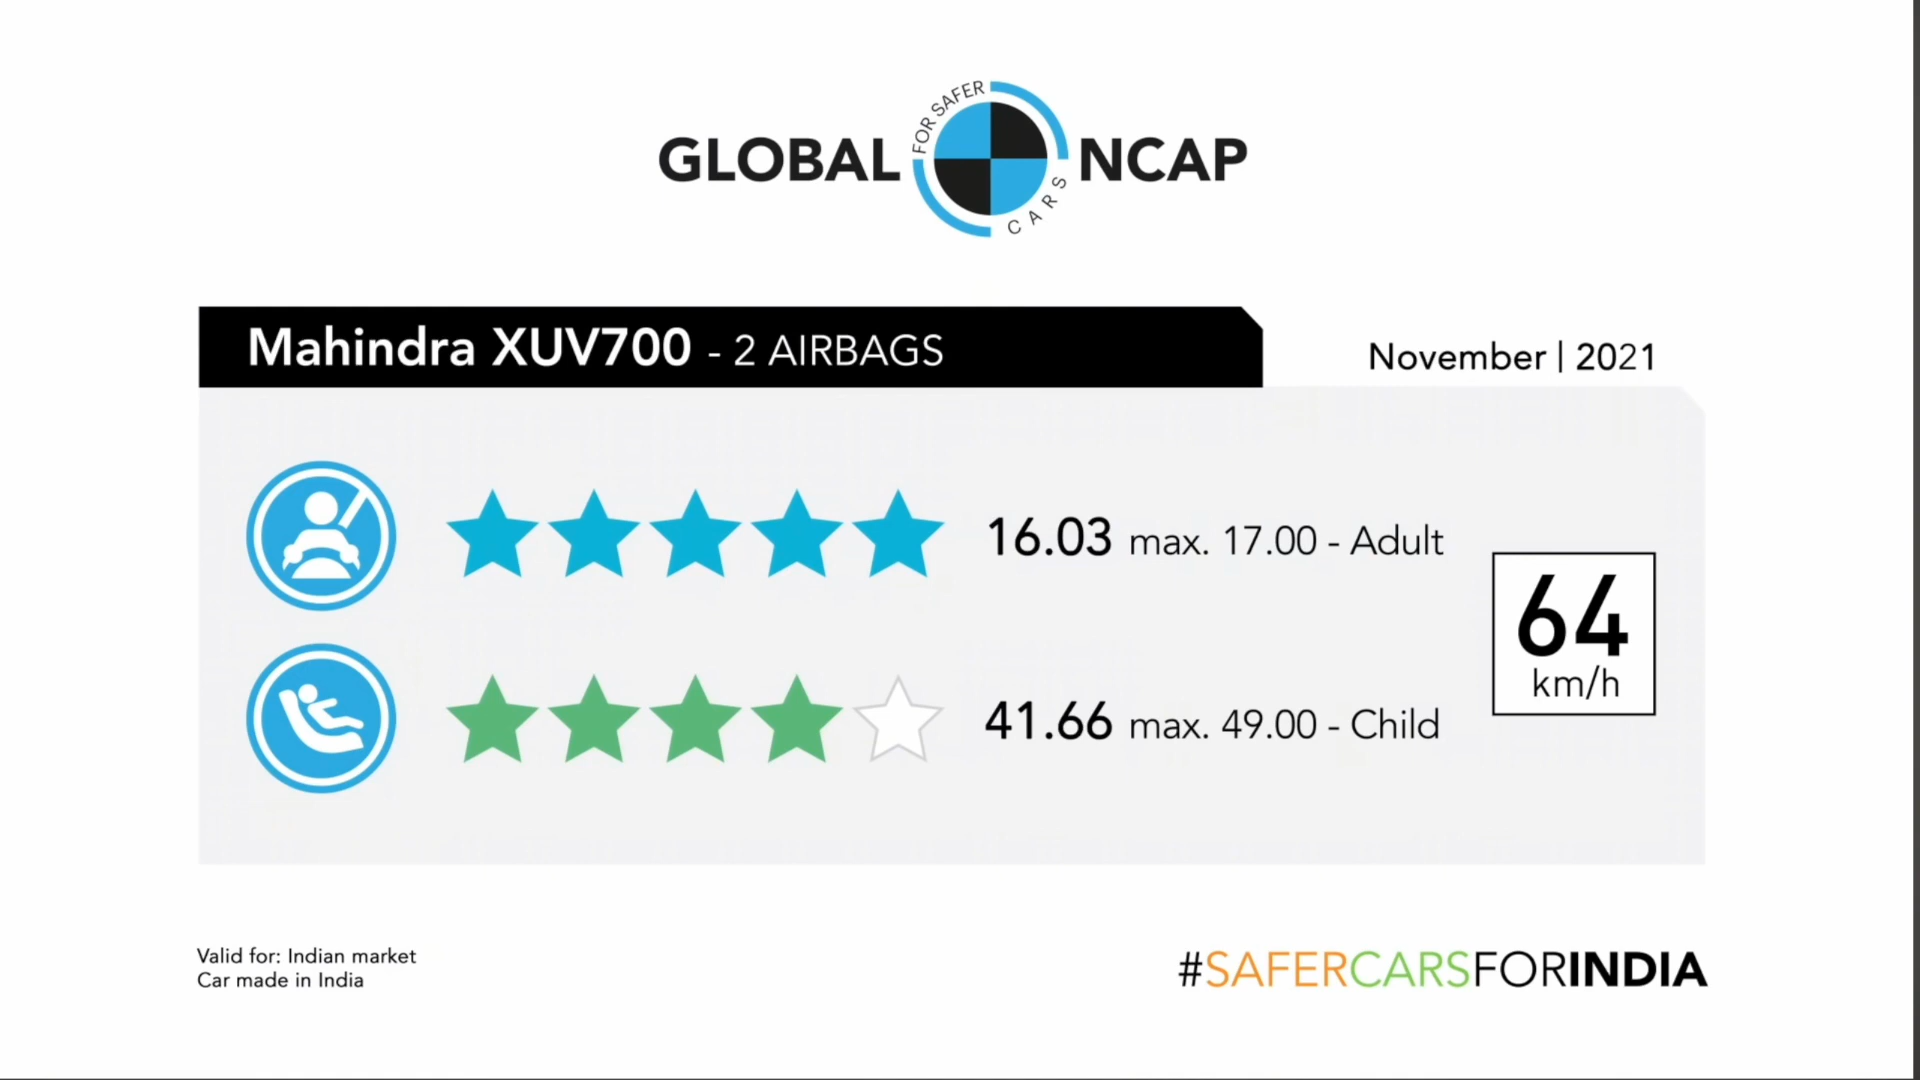 GLOBAL FOR SAFER CARS NCAP
Mahindra XUV700 - 2 AIRBAGS
November | 2021
16.03 max. 17.00 - Adult
64
km/h
41.66 max. 49.00 - Child
Valid for: Indian market
Car made in India
#SAFERCARSFORINDIA